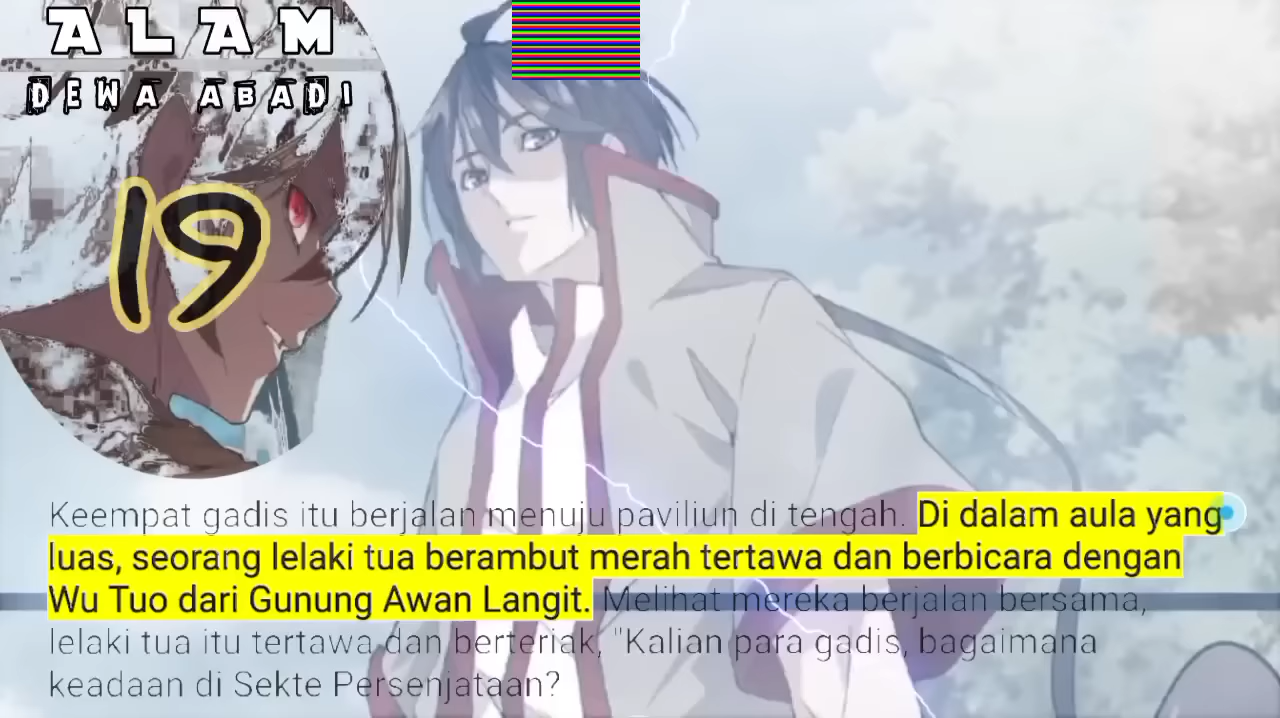 ALAM
DEWA ABADI
19
Keempat gadis itu berjalan menuju paviliun di tengah. Di dalam aula yang
luas, seorang lelaki tua berambut merah tertawa dan berbicara dengan
Wu Tuo dari Gunung Awan Langit. Melihat mereka berjalan bersama,
lelaki tua itu tertawa dan berteriak, "Kalian para gadis, bagaimana
keadaan di Sekte Persenjataan?